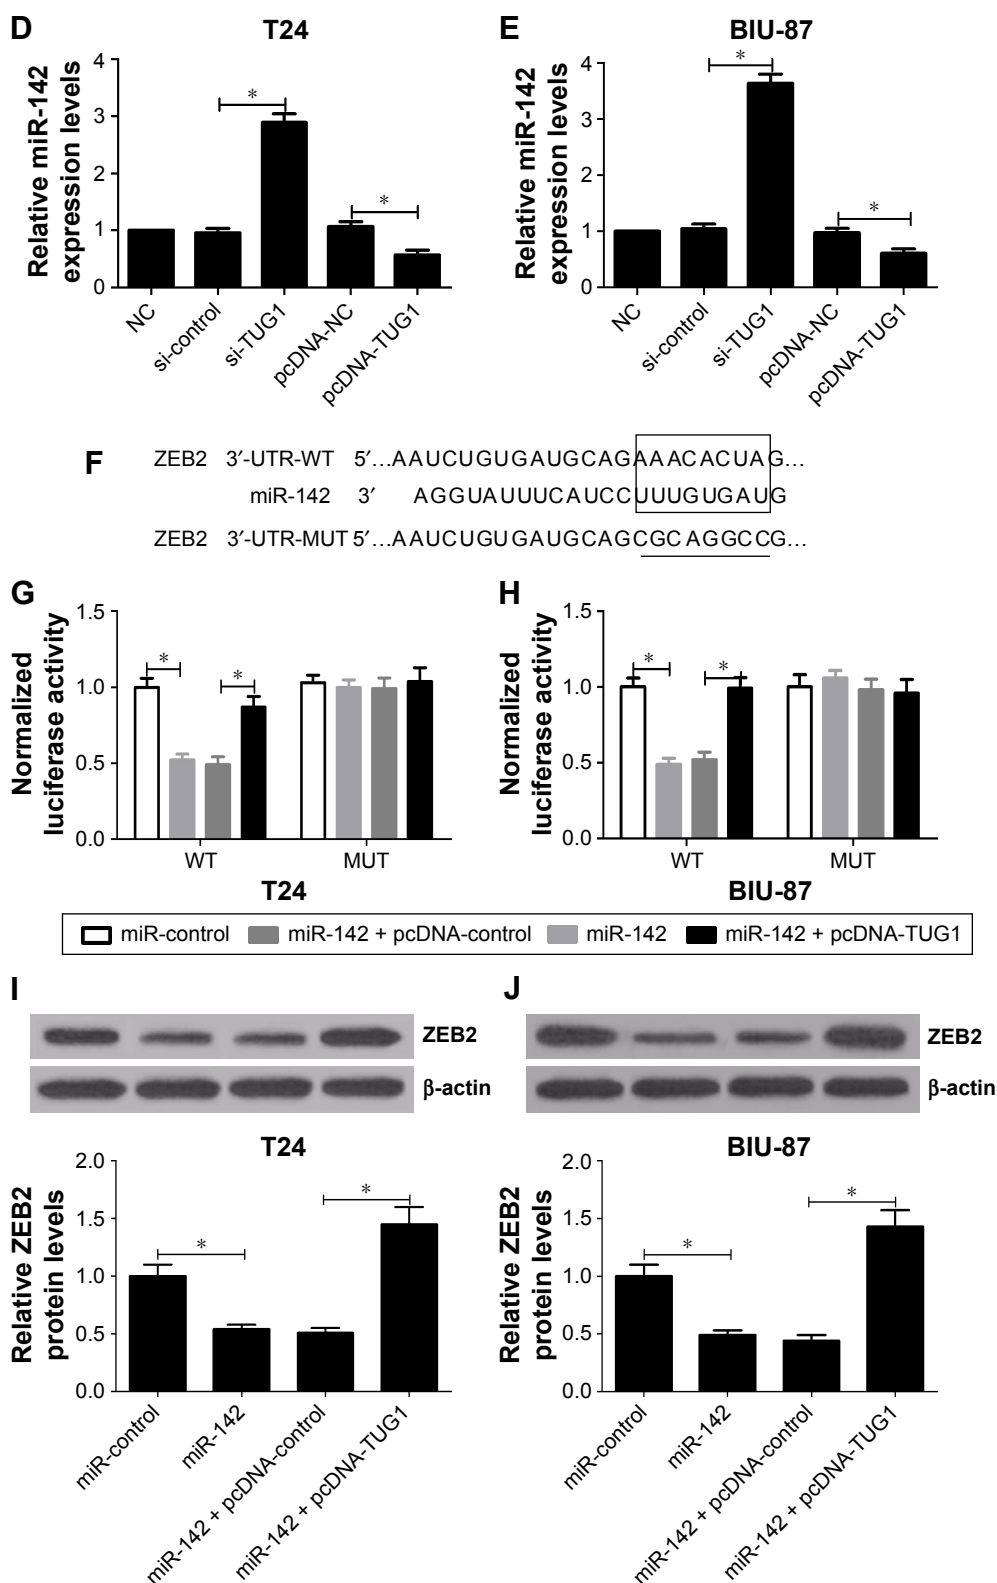 D
T24
Relative miR-142
expression levels
4
3
2
1
0
*
*
NC
si-control
si-TUG1
pcDNA-NC
pcDNA-TUG1
E
BIU-87
Relative miR-142
expression levels
4
3
2
1
0
*
*
NC
si-control
si-TUG1
pcDNA-NC
pcDNA-TUG1
F
ZEB2 3′-UTR-WT 5′…AAUCUGUGAUGCAGAAACACUAG…
miR-142 3′ AGGUAUUUCAUCCUUUGUGAUG
ZEB2 3′-UTR-MUT 5′…AAUCUGUGAUGCAGCGCAGGCCG…
G
Normalized
luciferase activity
1.5
1.0
0.5
0.0
*
*
WT
MUT
T24
H
Normalized
luciferase activity
1.5
1.0
0.5
0.0
*
*
WT
MUT
BIU-87
miR-control miR-142 + pcDNA-control miR-142 miR-142 + pcDNA-TUG1
I
ZEB2
β-actin
T24
Relative ZEB2
protein levels
2.0
1.5
1.0
0.5
0.0
*
*
miR-control
miR-142
miR-142 + pcDNA-control
miR-142 + pcDNA-TUG1
J
ZEB2
β-actin
BIU-87
Relative ZEB2
protein levels
2.0
1.5
1.0
0.5
0.0
*
*
miR-control
miR-142
miR-142 + pcDNA-control
miR-142 + pcDNA-TUG1